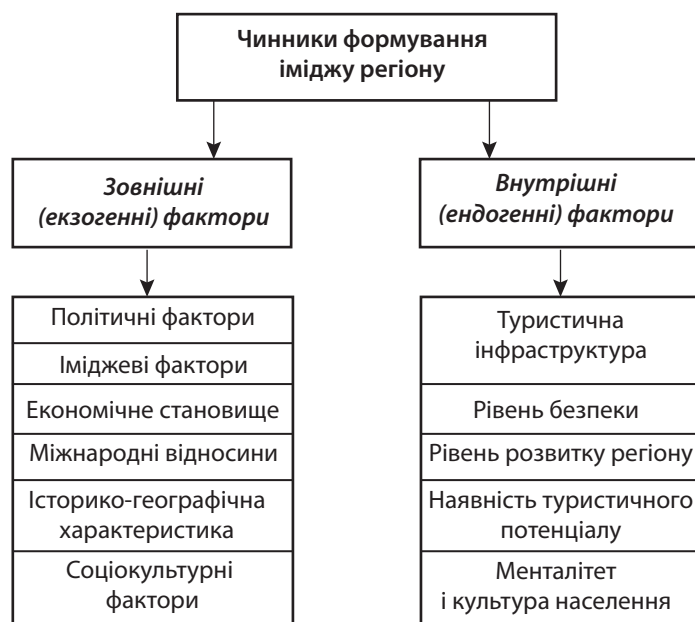 Чинники формування
іміджу регіону
Зовнішні
(екзогенні) фактори
Політичні фактори
Іміджеві фактори
Економічне становище
Міжнародні відносини
Історико-географічна
характеристика
Соціокультурні
фактори
Внутрішні
(ендогенні) фактори
Туристична
інфраструктура
Рівень безпеки
Рівень розвитку регіону
Наявність туристичного
потенціалу
Менталітет
і культура населення